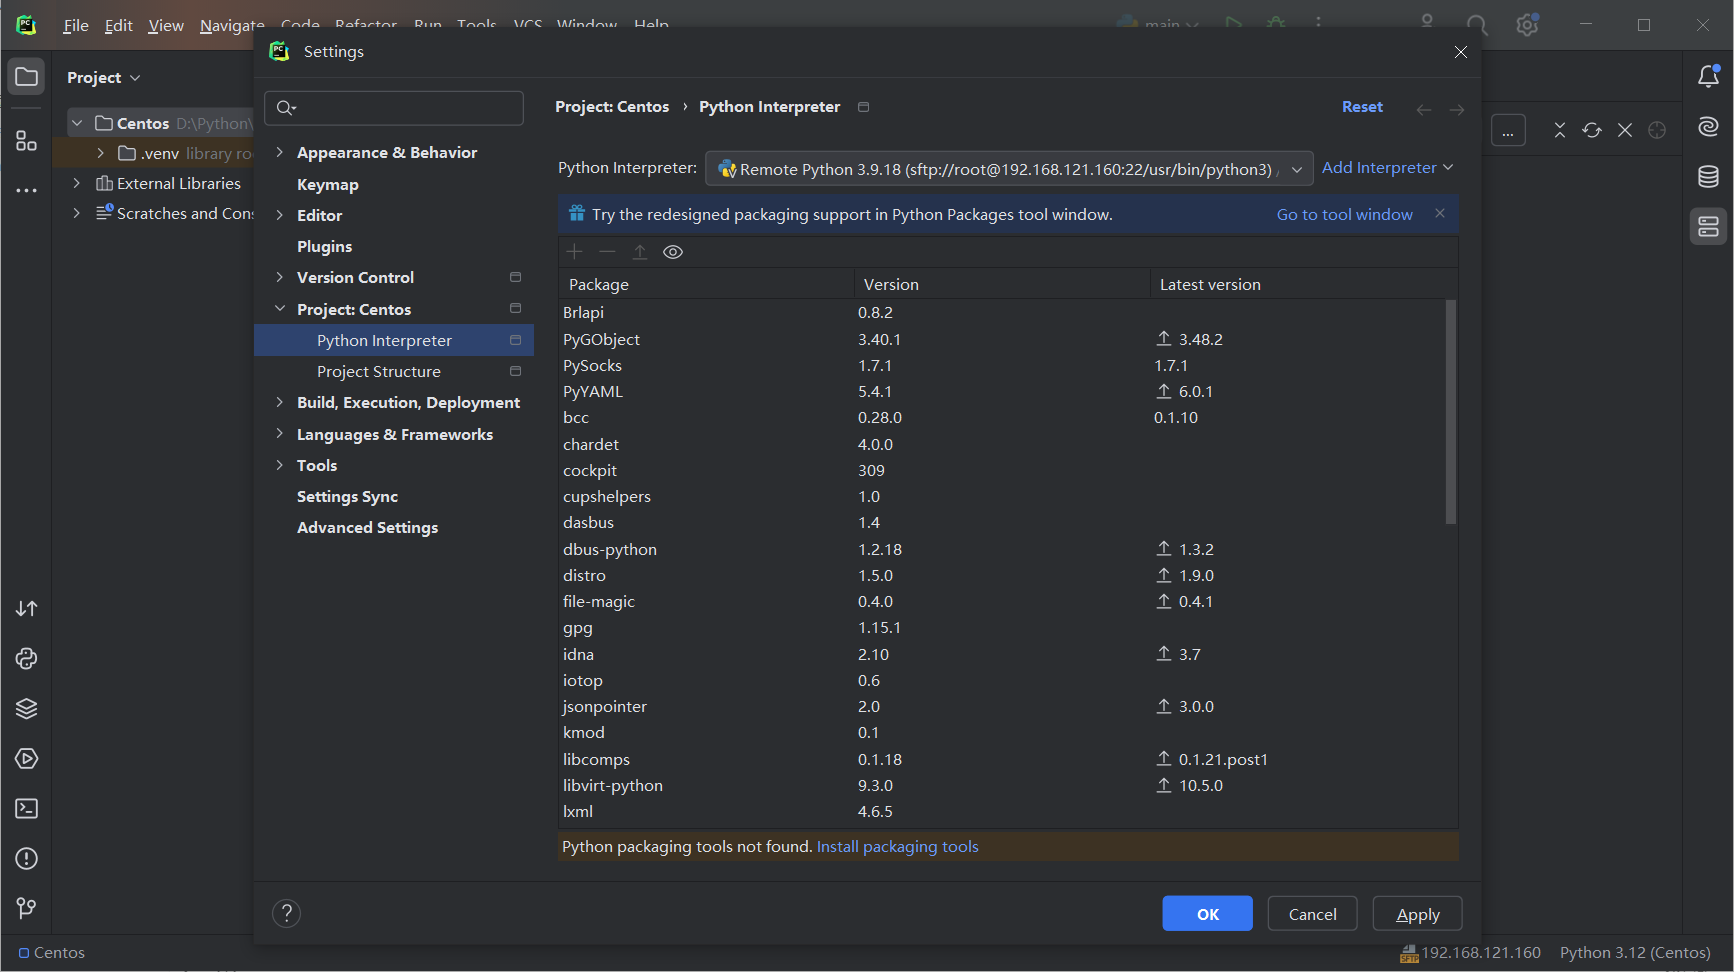 File Edit View Navigate Code Refactor Run Tools VCS Window Help
main
Settings
Project
Project: Centos › Python Interpreter
Reset
Centos D:\Python\
.venv library ro
External Libraries
Scratches and Con
Appearance & Behavior
Keymap
Editor
Plugins
Version Control
Project: Centos
Python Interpreter
Project Structure
Build, Execution, Deployment
Languages & Frameworks
Tools
Settings Sync
Advanced Settings
Python Interpreter: Remote Python 3.9.18 (sftp://root@192.168.121.160:22/usr/bin/python3) Add Interpreter
...
Try the redesigned packaging support in Python Packages tool window. Go to tool window
Package Version Latest version
Brlapi 0.8.2
PyGObject 3.40.1 3.48.2
PySocks 1.7.1 1.7.1
PyYAML 5.4.1 6.0.1
bcc 0.28.0 0.1.10
chardet 4.0.0
cockpit 309
cupshelpers 1.0
dasbus 1.4
dbus-python 1.2.18 1.3.2
distro 1.5.0 1.9.0
file-magic 0.4.0 0.4.1
gpg 1.15.1
idna 2.10 3.7
iotop 0.6
jsonpointer 2.0 3.0.0
kmod 0.1
libcomps 0.1.18 0.1.21.post1
libvirt-python 9.3.0 10.5.0
lxml 4.6.5
Python packaging tools not found. Install packaging tools
?
OK Cancel Apply
Centos
SFTP 192.168.121.160 Python 3.12 (Centos)